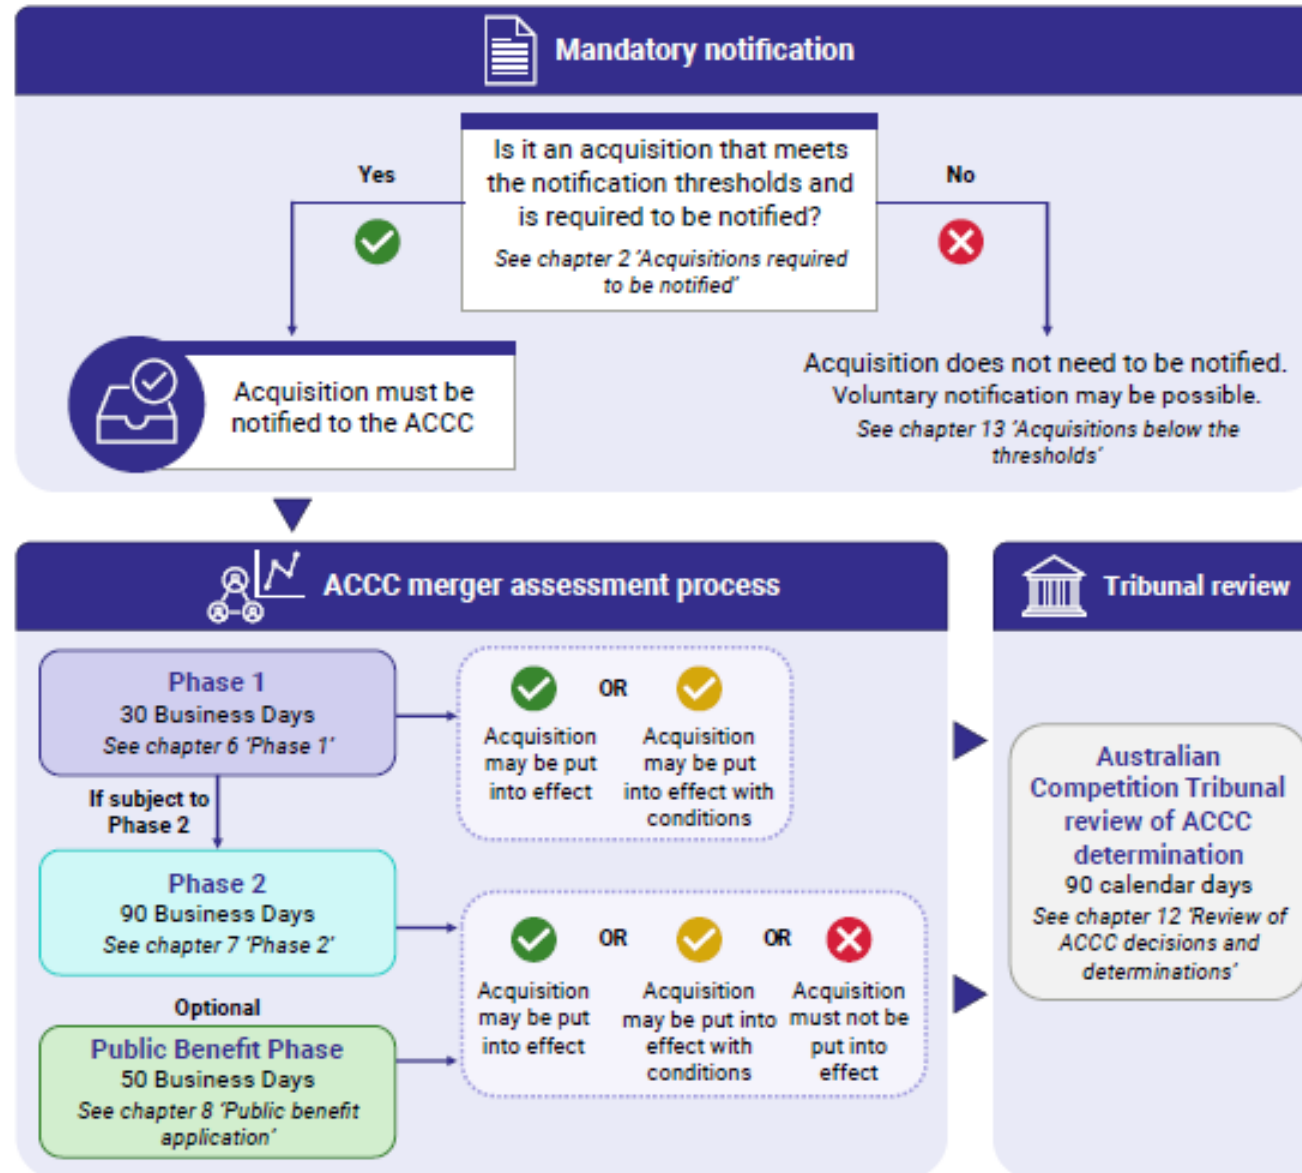 Mandatory notification
Is it an acquisition that meets
the notification thresholds and
is required to be notified?
See chapter 2 'Acquisitions required
to be notified'
Yes
No
Acquisition must be
notified to the ACCC
Acquisition does not need to be notified.
Voluntary notification may be possible.
See chapter 13 'Acquisitions below the
thresholds'
ACCC merger assessment process
Phase 1
30 Business Days
See chapter 6 'Phase 1'
OR
Acquisition
may be put
into effect
Acquisition
may be put
into effect with
conditions
If subject to
Phase 2
Phase 2
90 Business Days
See chapter 7 'Phase 2'
Optional
Public Benefit Phase
50 Business Days
See chapter 8 'Public benefit
application'
OR
OR
Acquisition
may be put
into effect
Acquisition
may be put into
effect with
conditions
Acquisition
must not be
put into
effect
Tribunal review
Australian
Competition Tribunal
review of ACCC
determination
90 calendar days
See chapter 12 'Review of
ACCC decisions and
determinations'